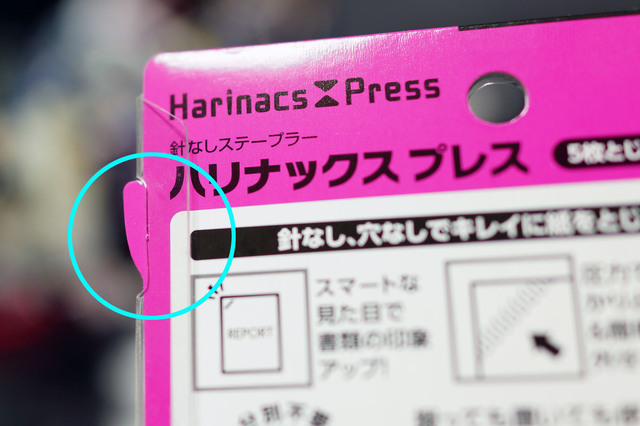 Harinacs Press
針なしステープラー
ハリナックス プレス
5枚とじ
針なし、穴なしでキレイに紙をとじ
スマートな
見た目で
書類の印象
アップ!
REPORT